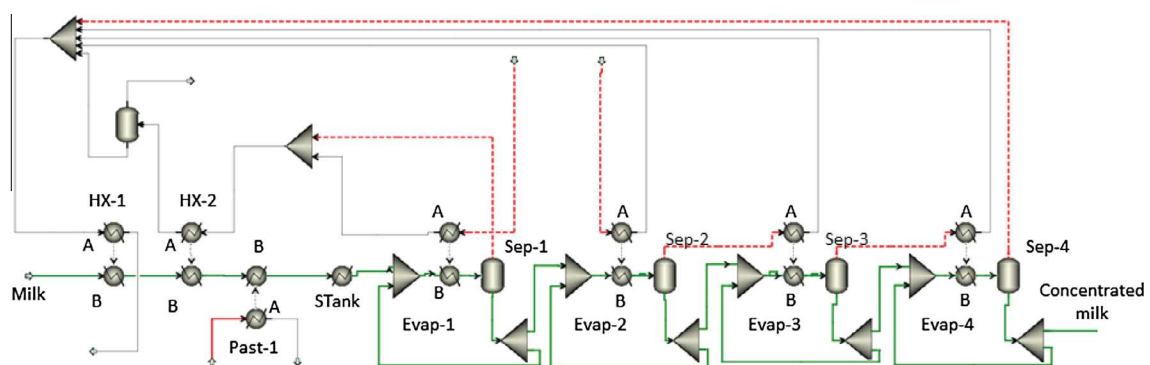 HX-1
HX-2
A
A
B
A
A
A
A
Sep-1
Sep-2
Sep-3
Sep-4
Milk
B
B
STank
B
B
B
B
Concentrated
milk
A
Past-1
Evap-1
Evap-2
Evap-3
Evap-4